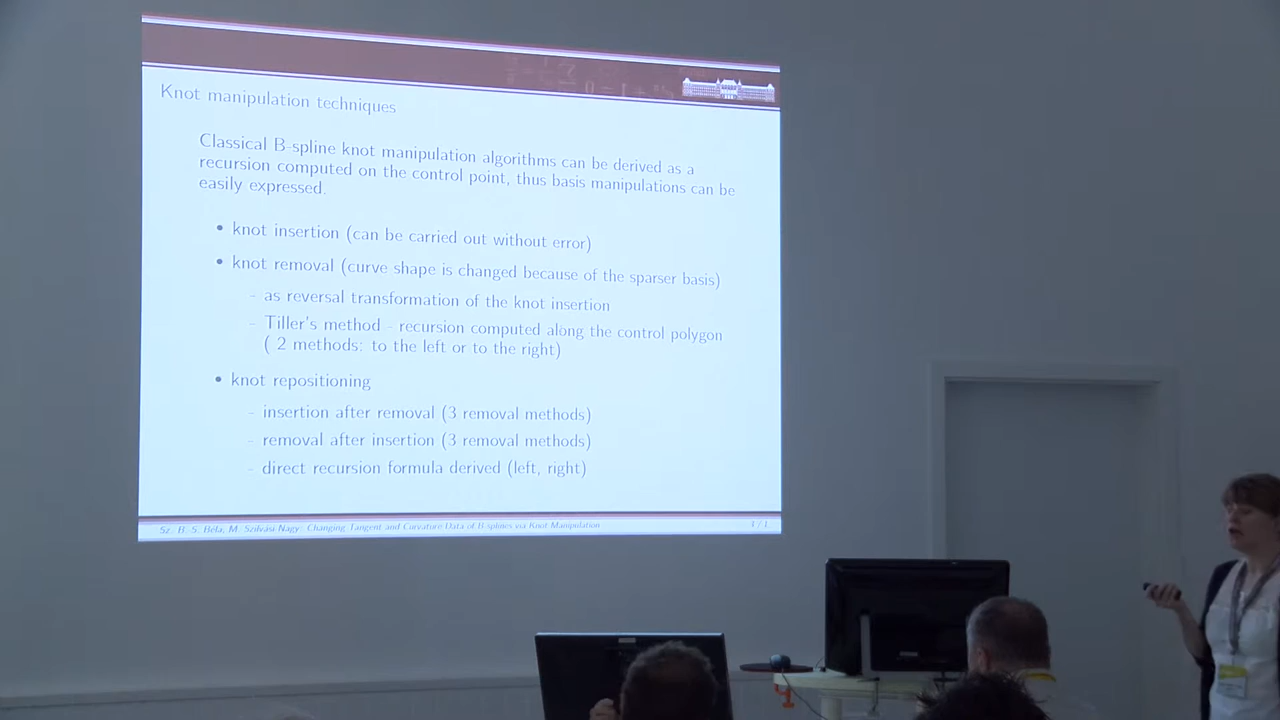 Knot manipulation techniques
Classical B-spline knot manipulation algorithms can be derived as a
recursion computed on the control point, thus basis manipulations can be
easily expressed.
• knot insertion (can be carried out without error)
• knot removal (curve shape is changed because of the sparser basis)
- as reversal transformation of the knot insertion
- Tiller's method - recursion computed along the control polygon
( 2 methods: to the left or to the right)
• knot repositioning
- insertion after removal (3 removal methods)
- removal after insertion (3 removal methods)
- direct recursion formula derived (left, right)
Sz. B. S. Béla, M. Szilvási-Nagy: Changing Tangent and Curvature Data of B-splines via Knot Manipulation